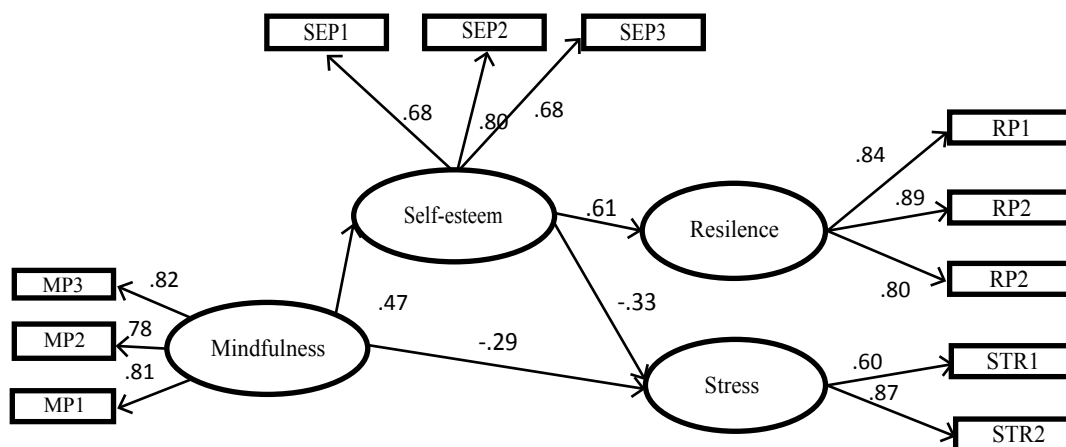 SEP1
SEP2
SEP3
.68
.80
.68
RP1
.84
Self-esteem
.61
Resilence
.89
RP2
MP3
.82
.47
-.33
.80
RP2
MP2
.78
Mindfulness
-.29
.60
STR1
MP1
.81
Stress
.87
STR2